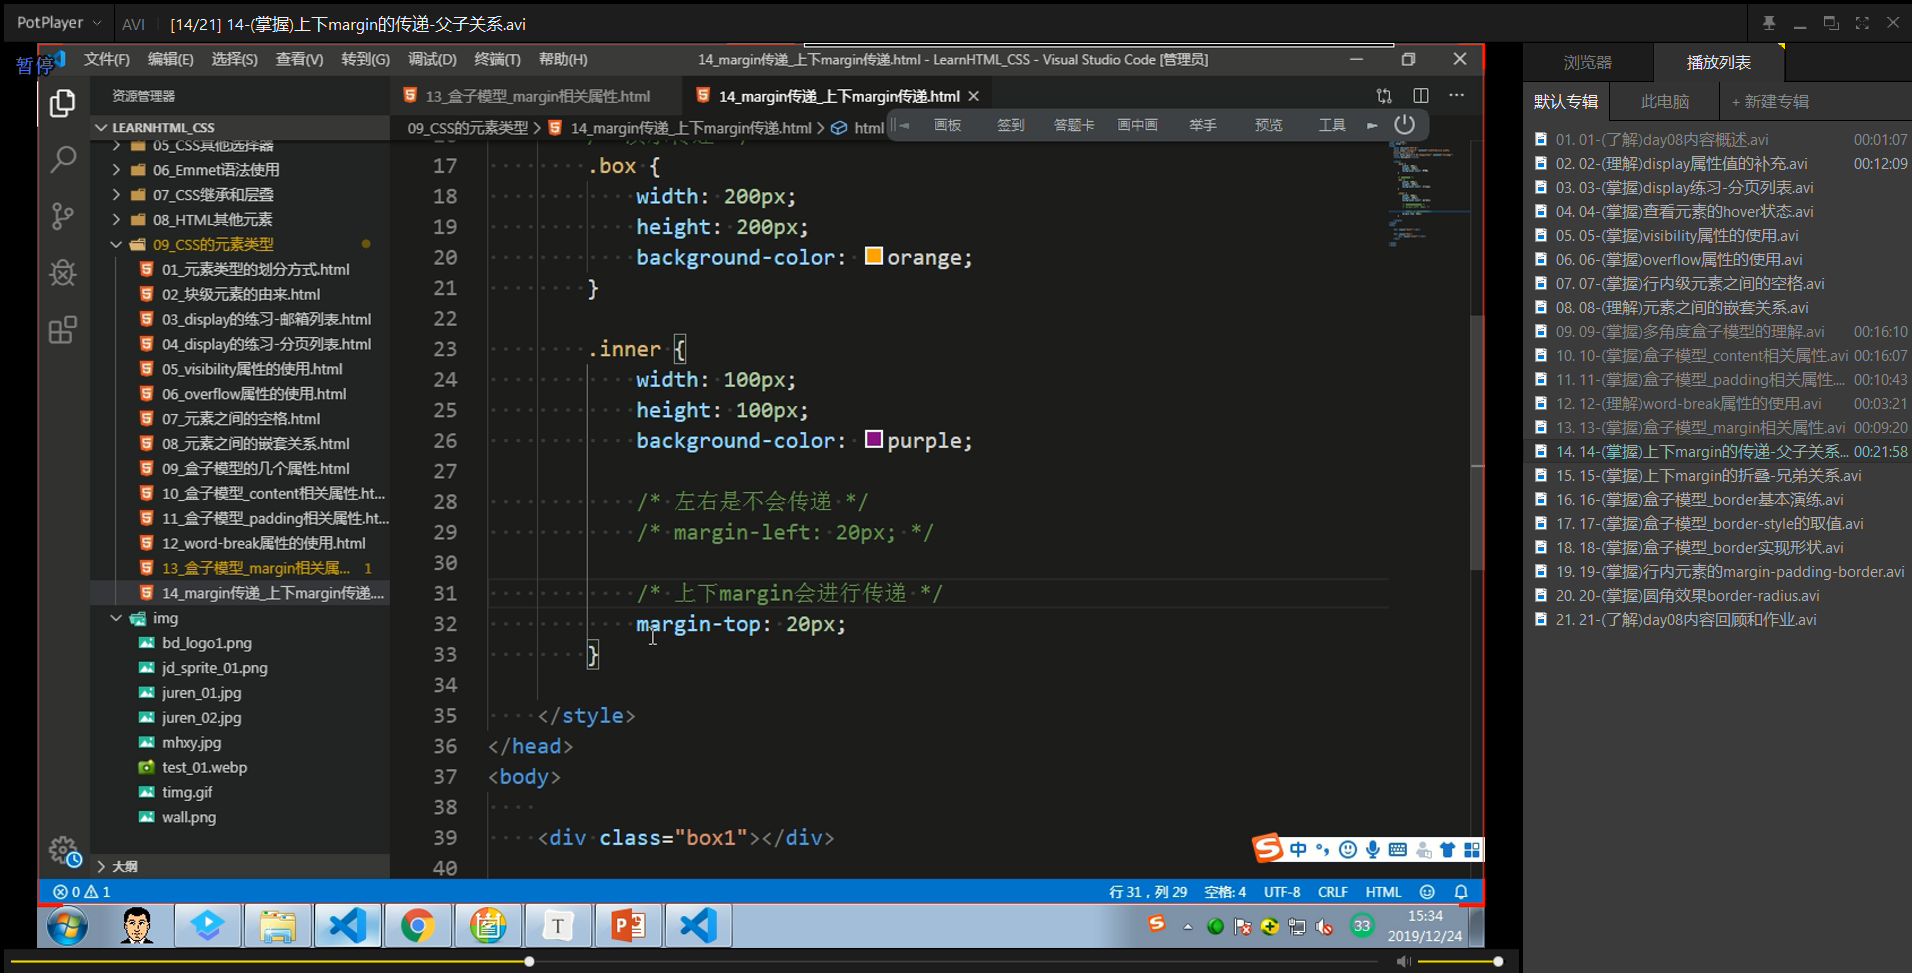 PotPlayer
AVI
[14/21] 14-(掌握)上下margin的传递-父子关系.avi
暂停
文件(F) 编辑(E) 选择(S) 查看(V) 转到(G) 调试(D) 终端(T) 帮助(H)
14_margin传递_上下margin传递.html - LearnHTML_CSS - Visual Studio Code [管理员]
资源管理器
13_盒子模型_margin相关属性.html
14_margin传递_上下margin传递.html
09_CSS的元素类型 > 14_margin传递_上下margin传递.html > html
画板 签到 答题卡 画中画 举手 预览 工具
LEARNHTML_CSS
05_CSS其他选择器
06_Emmet语法使用
07_CSS继承和层叠
08_HTML其他元素
09_CSS的元素类型
01_元素类型的划分方式.html
02_块级元素的由来.html
03_display的练习-邮箱列表.html
04_display的练习-分页列表.html
05_visibility属性的使用.html
06_overflow属性的使用.html
07_元素之间的空格.html
08_元素之间的嵌套关系.html
09_盒子模型的几个属性.html
10_盒子模型_content相关属性.ht...
11_盒子模型_padding相关属性.ht...
12_word-break属性的使用.html
13_盒子模型_margin相关属... 1
14_margin传递_上下margin传递....
img
bd_logo1.png
jd_sprite_01.png
juren_01.jpg
juren_02.jpg
mhxy.jpg
test_01.webp
timg.gif
wall.png
大纲
17 .box {
18 width: 200px;
19 height: 200px;
20 background-color: orange;
21 }
22
23 .inner {
24 width: 100px;
25 height: 100px;
26 background-color: purple;
27
28 /* 左右是不会传递 */
29 /* margin-left: 20px; */
30
31 /* 上下margin会进行传递 */
32 margin-top: 20px;
33 }
34
35 </style>
36 </head>
37 <body>
38
39 <div class="box1"></div>
40
中
0 1
行 31，列 29 空格: 4 UTF-8 CRLF HTML
33
15:34
2019/12/24
浏览器 播放列表
默认专辑 此电脑 + 新建专辑
01. 01-(了解)day08内容概述.avi 00:01:07
02. 02-(理解)display属性值的补充.avi 00:12:09
03. 03-(掌握)display练习-分页列表.avi
04. 04-(掌握)查看元素的hover状态.avi
05. 05-(掌握)visibility属性的使用.avi
06. 06-(掌握)overflow属性的使用.avi
07. 07-(掌握)行内级元素之间的空格.avi
08. 08-(理解)元素之间的嵌套关系.avi
09. 09-(掌握)多角度盒子模型的理解.avi 00:16:10
10. 10-(掌握)盒子模型_content相关属性.avi 00:16:07
11. 11-(掌握)盒子模型_padding相关属性.... 00:10:43
12. 12-(理解)word-break属性的使用.avi 00:03:21
13. 13-(掌握)盒子模型_margin相关属性.avi 00:09:20
14. 14-(掌握)上下margin的传递-父子关系... 00:21:58
15. 15-(掌握)上下margin的折叠-兄弟关系.avi
16. 16-(掌握)盒子模型_border基本演练.avi
17. 17-(掌握)盒子模型_border-style的取值.avi
18. 18-(掌握)盒子模型_border实现形状.avi
19. 19-(掌握)行内元素的margin-padding-border.avi
20. 20-(掌握)圆角效果border-radius.avi
21. 21-(了解)day08内容回顾和作业.avi